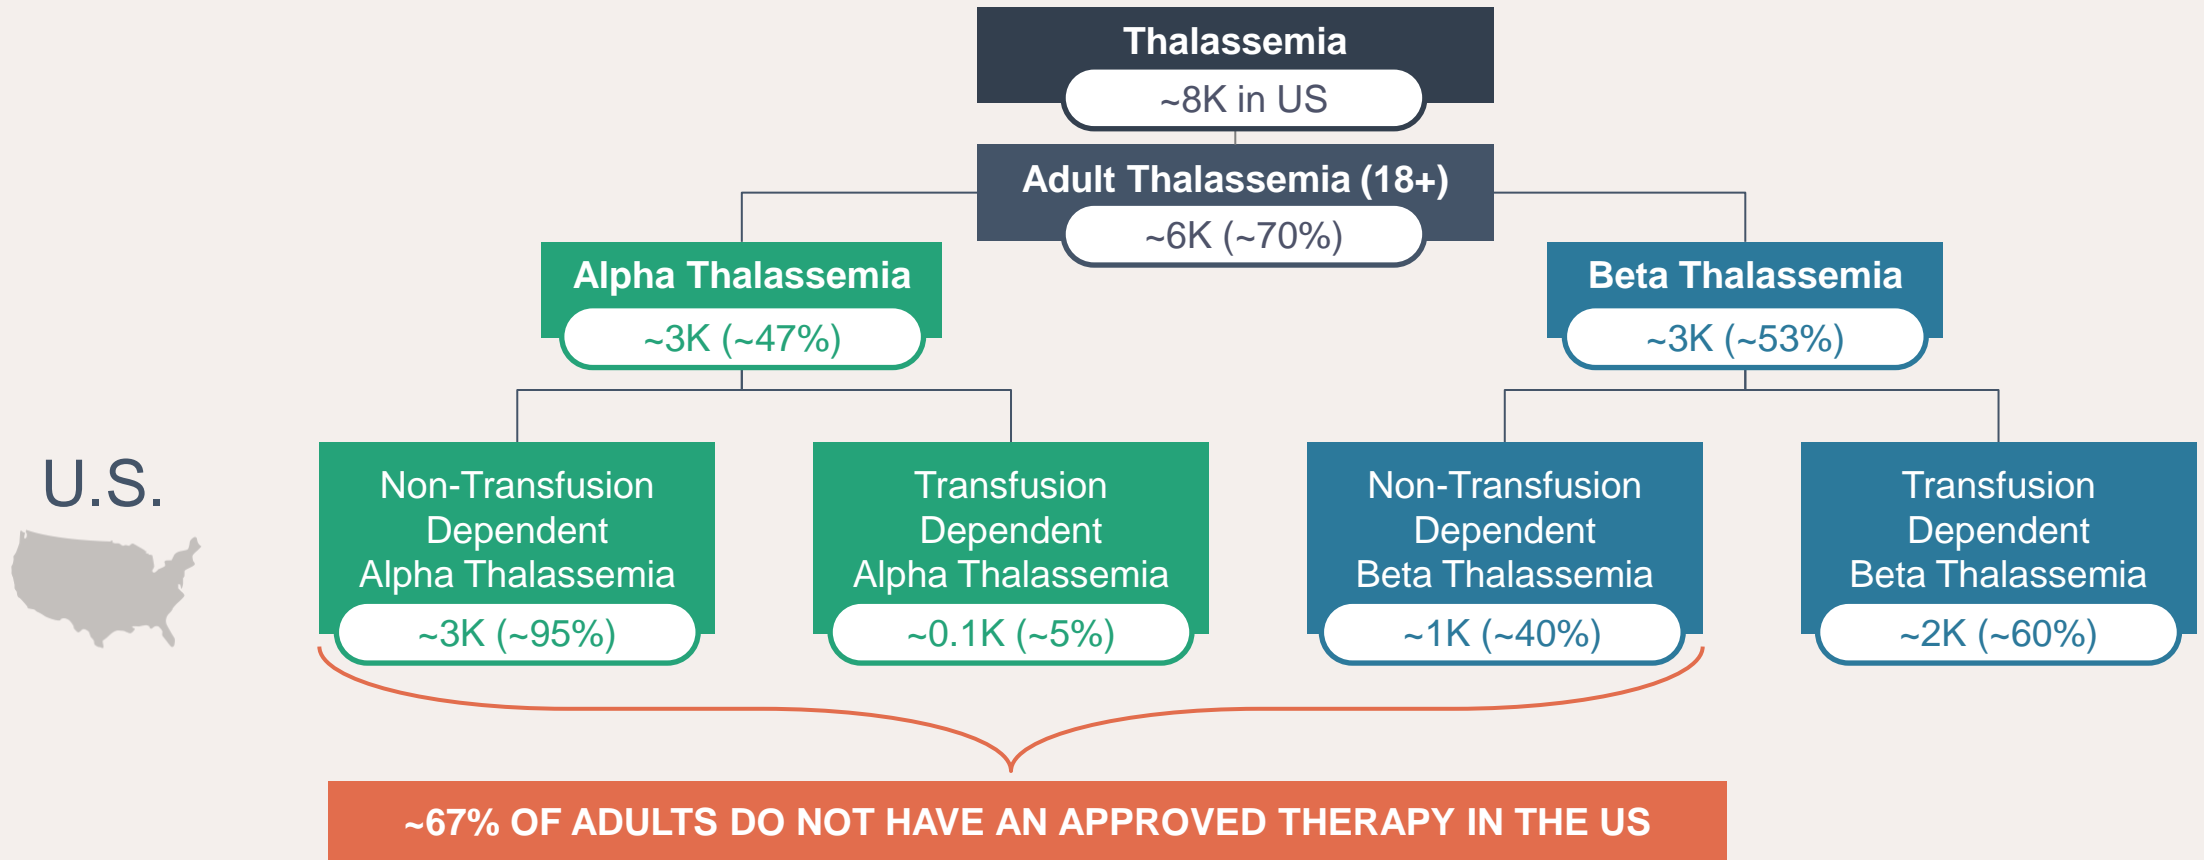 Thalassemia
~8K in US
Adult Thalassemia (18+)
~6K (~70%)
Alpha Thalassemia
~3K (~47%)
Beta Thalassemia
~3K (~53%)
U.S.
Non-Transfusion
Dependent
Alpha Thalassemia
~3K (~95%)
Transfusion
Dependent
Alpha Thalassemia
~0.1K (~5%)
Non-Transfusion
Dependent
Beta Thalassemia
~1K (~40%)
Transfusion
Dependent
Beta Thalassemia
~2K (~60%)
~67% OF ADULTS DO NOT HAVE AN APPROVED THERAPY IN THE US